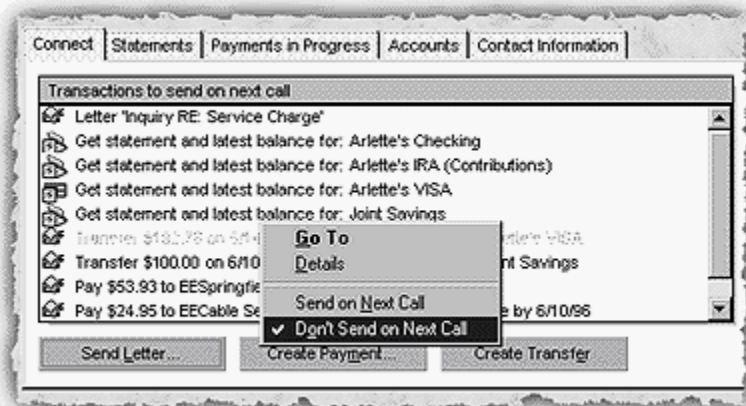 Connect Statements Payments in Progress Accounts Contact Information
Transactions to send on next call
Letter 'Inquiry RE: Service Charge'
Get statement and latest balance for: Arlette's Checking
Get statement and latest balance for: Arlette's IRA (Contributions)
Get statement and latest balance for: Arlette's VISA
Get statement and latest balance for: Joint Savings
Transfer VISA
Transfer $100.00 on 6/10 nt Savings
Pay $53.93 to EESpringfie
Pay $24.95 to EECable Se e by 6/10/96
Go To
Details
Send on Next Call
✓ Don't Send on Next Call
Send Letter... Create Payment... Create Transfer